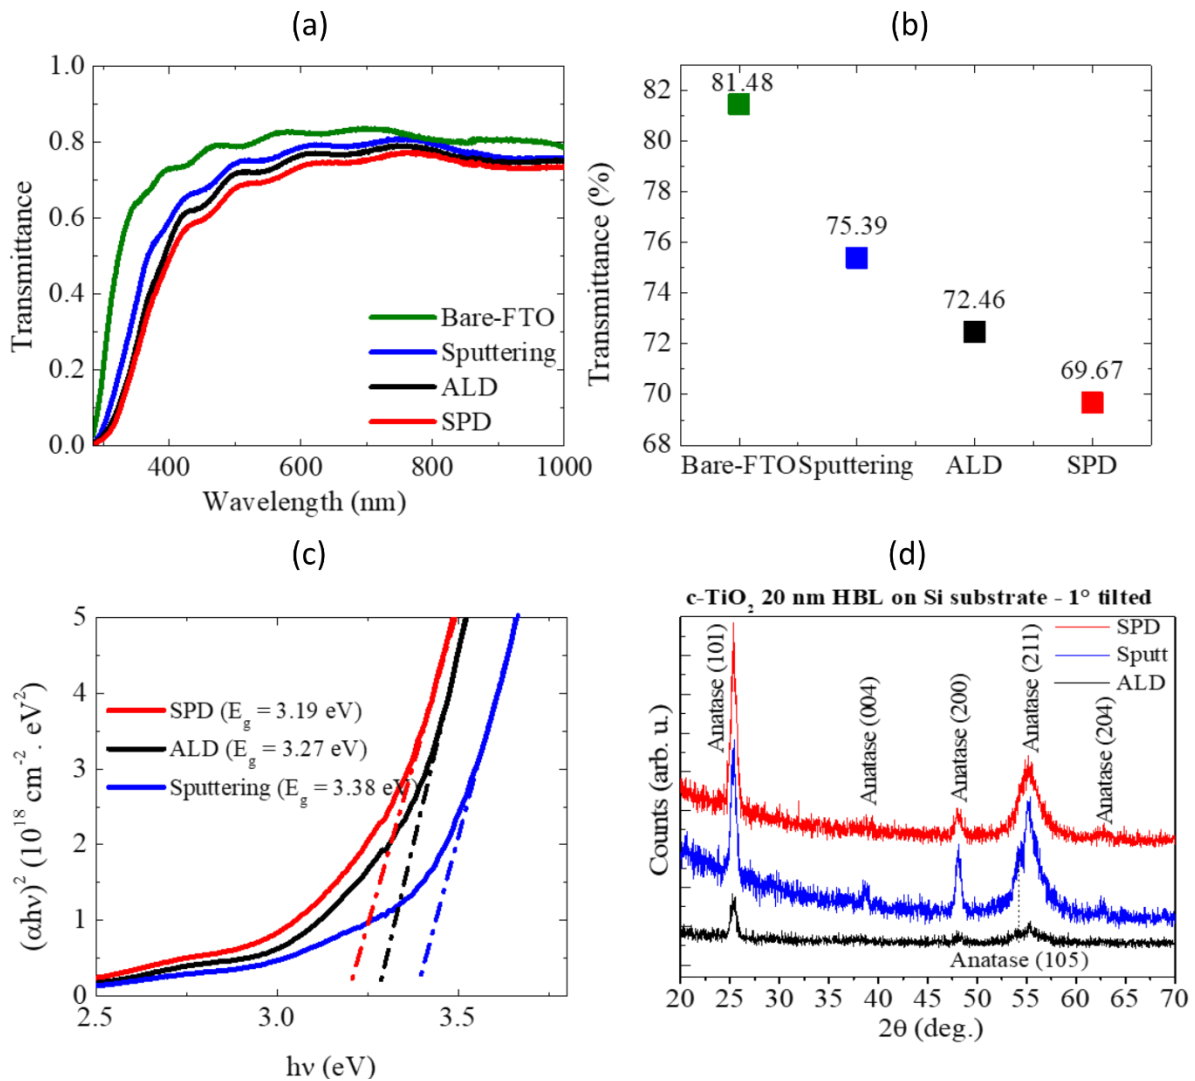 (a)
1.0
0.8
0.6
0.4
0.2
0.0
Transmittance
Bare-FTO
Sputtering
ALD
SPD
400
600
800
1000
Wavelength (nm)
(b)
82
80
78
76
74
72
70
68
Transmittance (%)
81.48
75.39
72.46
69.67
Bare-FTO
Sputtering
ALD
SPD
(c)
5
4
3
2
1
0
(αhν)² (10¹⁸ cm⁻² . eV²)
SPD (E_g = 3.19 eV)
ALD (E_g = 3.27 eV)
Sputtering (E_g = 3.38 eV)
2.5
3.0
3.5
hν (eV)
(d)
c-TiO₂ 20 nm HBL on Si substrate - 1° tilted
SPD
Sputt
ALD
Counts (arb. u.)
Anatase (101)
Anatase (004)
Anatase (200)
Anatase (211)
Anatase (204)
Anatase (105)
20 25 30 35 40 45 50 55 60 65 70
2θ (deg.)